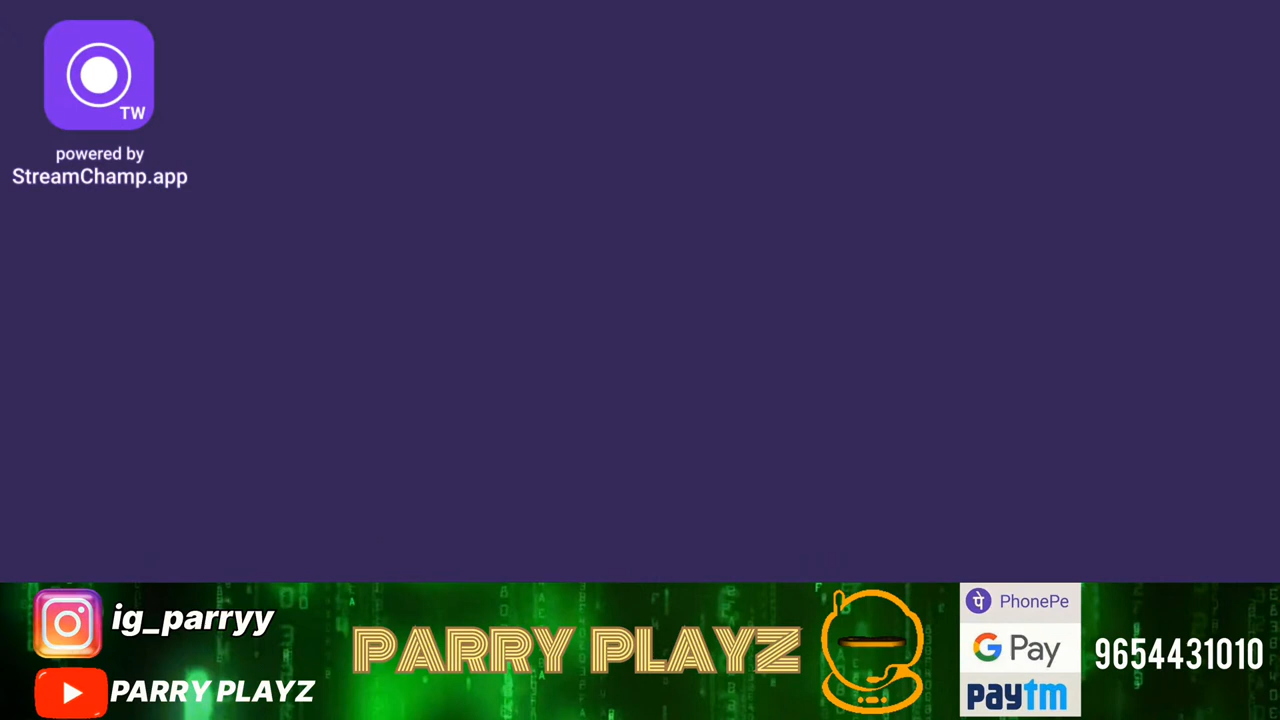 TW
powered by
StreamChamp.app
ig_parryy
PARRY PLAYZ
PARRY PLAYZ
PhonePe
G Pay
paytm
9654431010